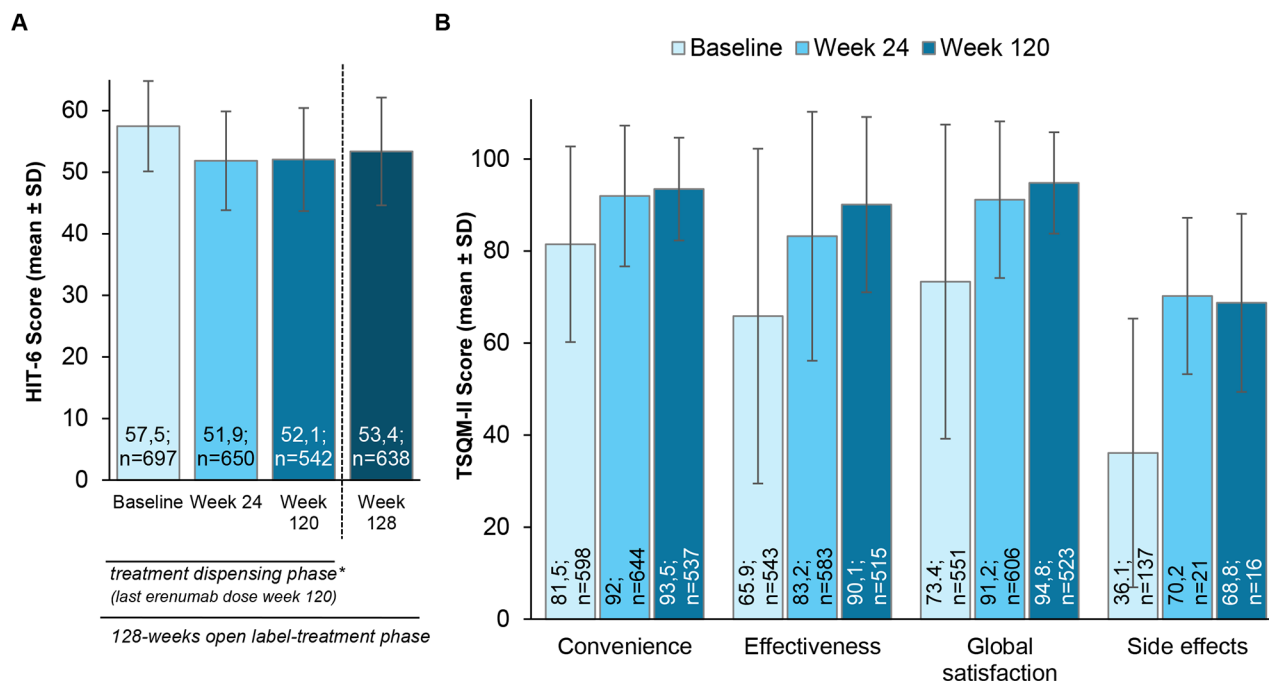 A
HIT-6 Score (mean ± SD)
60
50
40
30
20
10
0
57,5;
n=697
51,9;
n=650
52,1;
n=542
53,4;
n=638
Baseline
Week 24
Week
120
Week
128
treatment dispensing phase*
(last erenumab dose week 120)
128-weeks open label-treatment phase
B
Baseline
Week 24
Week 120
TSQM-II Score (mean ± SD)
100
80
60
40
20
0
81,5;
n=598
92;
n=644
93,5;
n=537
65.9;
n=543
83,2;
n=583
90,1;
n=515
73.4;
n=551
91,2;
n=606
94,8;
n=523
36.1;
n=137
70,2
n=21
68,8;
n=16
Convenience
Effectiveness
Global
satisfaction
Side effects